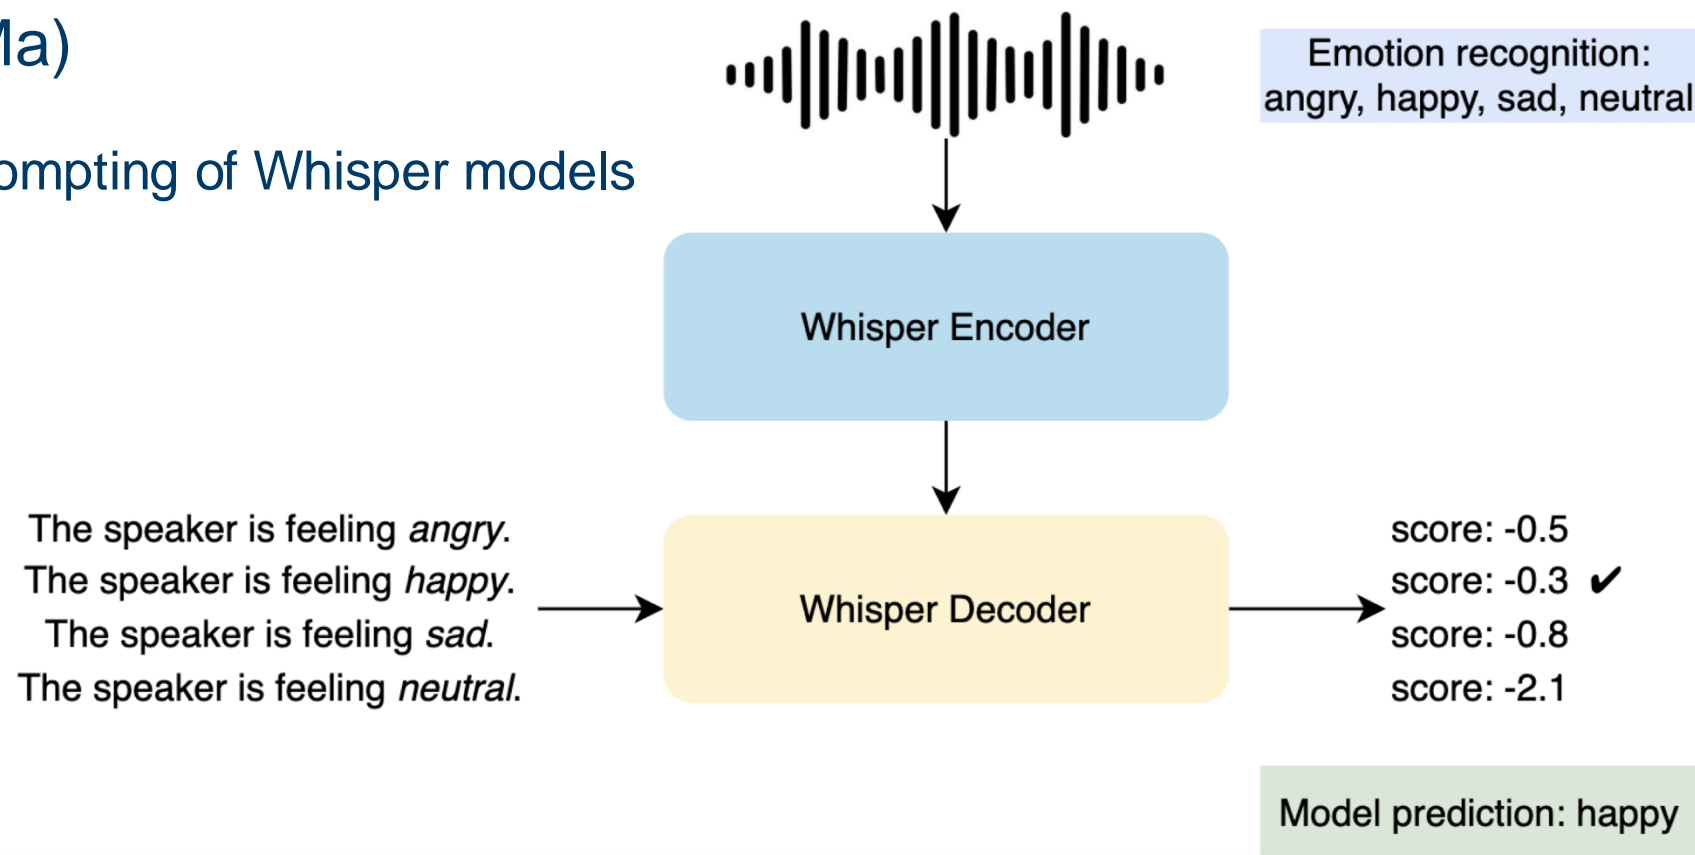 Ma)
ompting of Whisper models
Emotion recognition:
angry, happy, sad, neutral
Whisper Encoder
The speaker is feeling angry.
The speaker is feeling happy.
The speaker is feeling sad.
The speaker is feeling neutral.
Whisper Decoder
score: -0.5
score: -0.3 ✔
score: -0.8
score: -2.1
Model prediction: happy